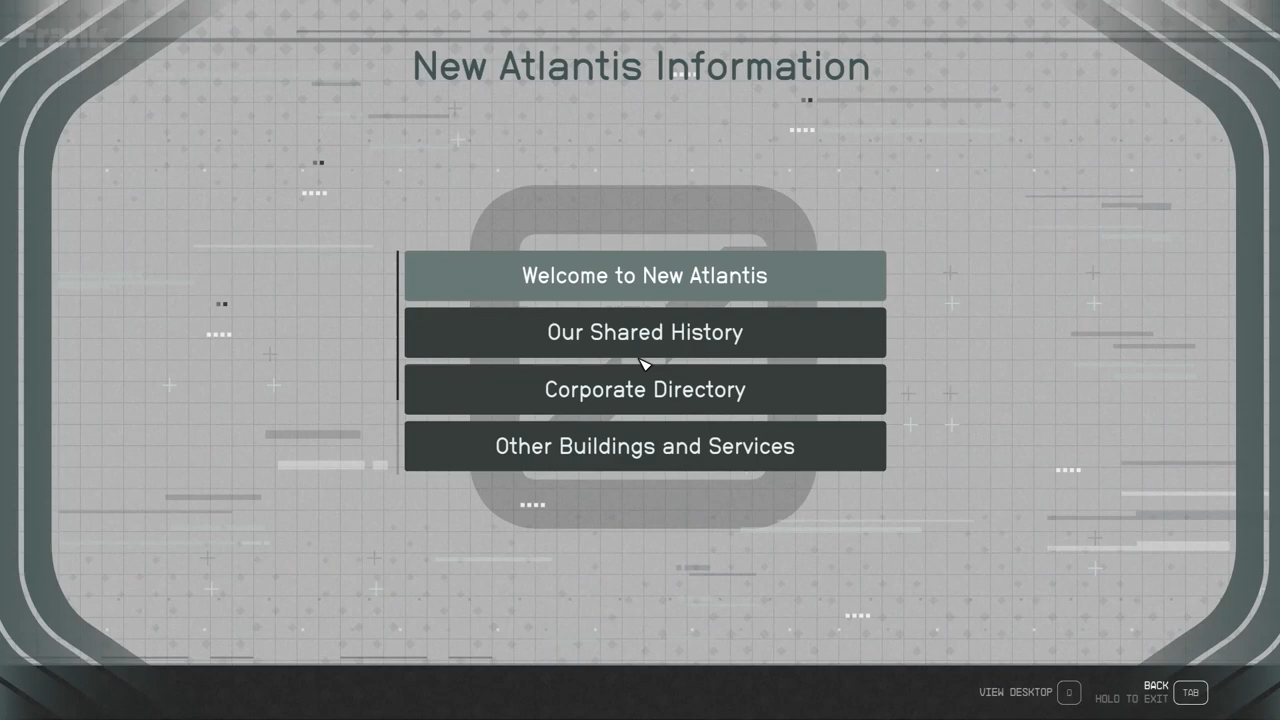 New Atlantis Information
Welcome to New Atlantis
Our Shared History
Corporate Directory
Other Buildings and Services
VIEW DESKTOP Q
BACK
HOLD TO EXIT TAB